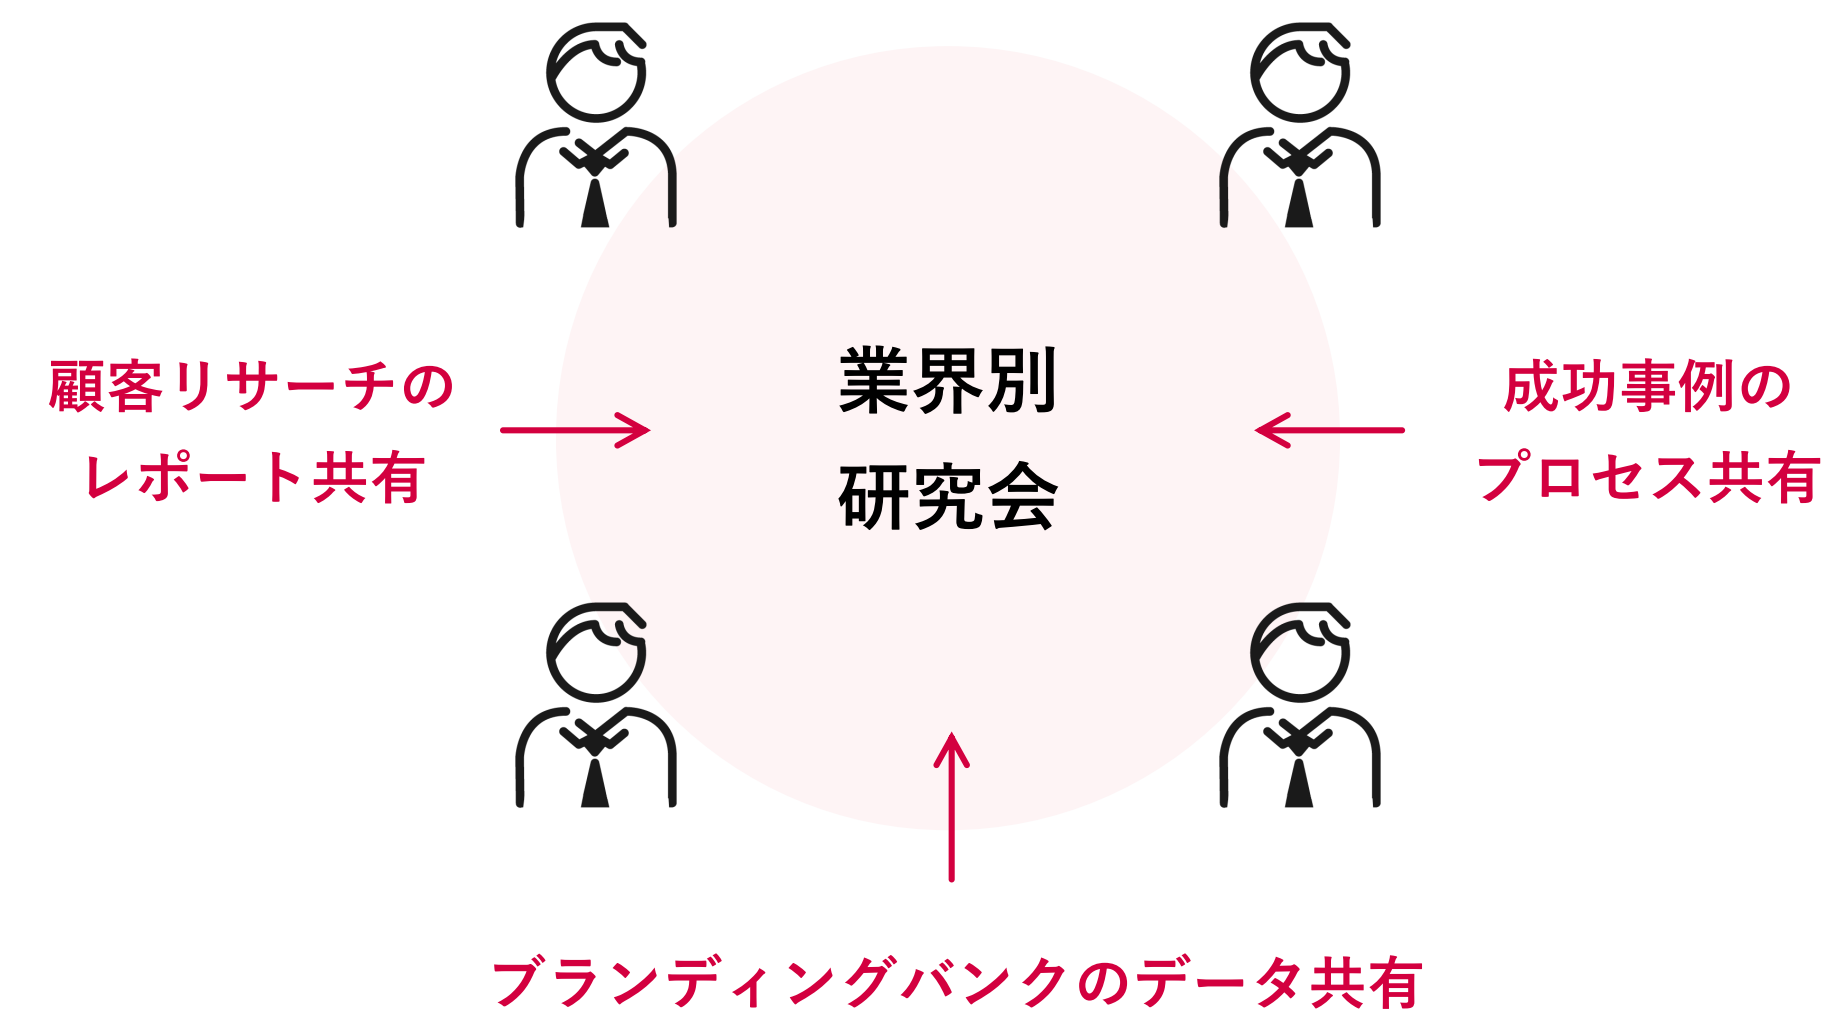 業界別
研究会
顧客リサーチの
レポート共有
成功事例の
プロセス共有
ブランディングバンクのデータ共有